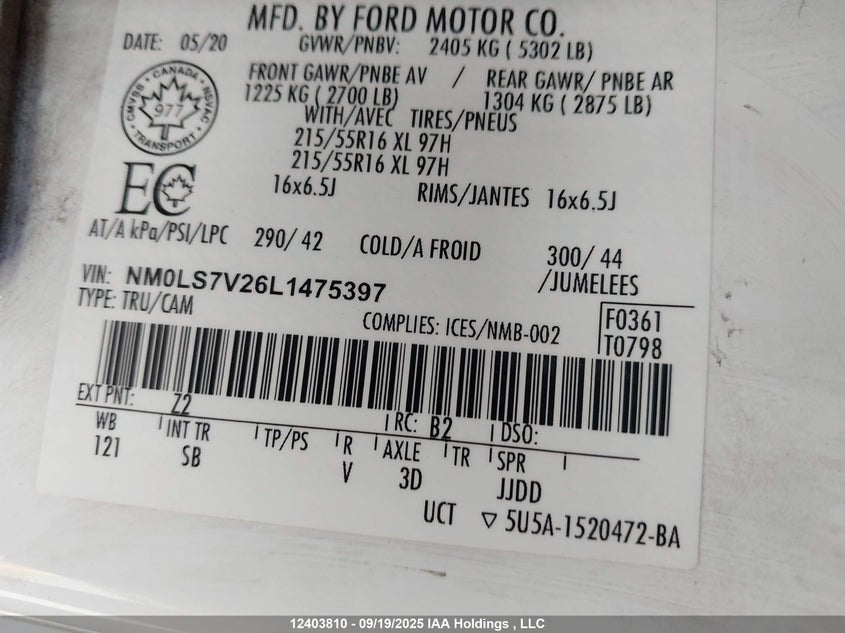 MFD. BY FORD MOTOR CO.
DATE: 05/20 GVWR/PNBV: 2405 KG ( 5302 LB)
FRONT GAWR/PNBE AV / REAR GAWR/ PNBE AR
1225 KG ( 2700 LB) 1304 KG ( 2875 LB)
WITH/AVEC TIRES/PNEUS
215/55R16 XL 97H
215/55R16 XL 97H
16x6.5J RIMS/JANTES 16x6.5J
CANADA
CMVSS NSVAC
977
TRANSPORT
EC
AT/A kPa/PSI/LPC 290/ 42 COLD/A FROID 300/ 44
/JUMELEES
VIN: NM0LS7V26L1475397
TYPE: TRU/CAM
COMPLIES: ICES/NMB-002
F0361
T0798
EXT PNT: Z2 RC: B2 DSO:
WB INT TR TP/PS R AXLE TR SPR
121 SB V 3D JJDD
UCT ▽ 5U5A-1520472-BA
12403810 - 09/19/2025 IAA Holdings , LLC